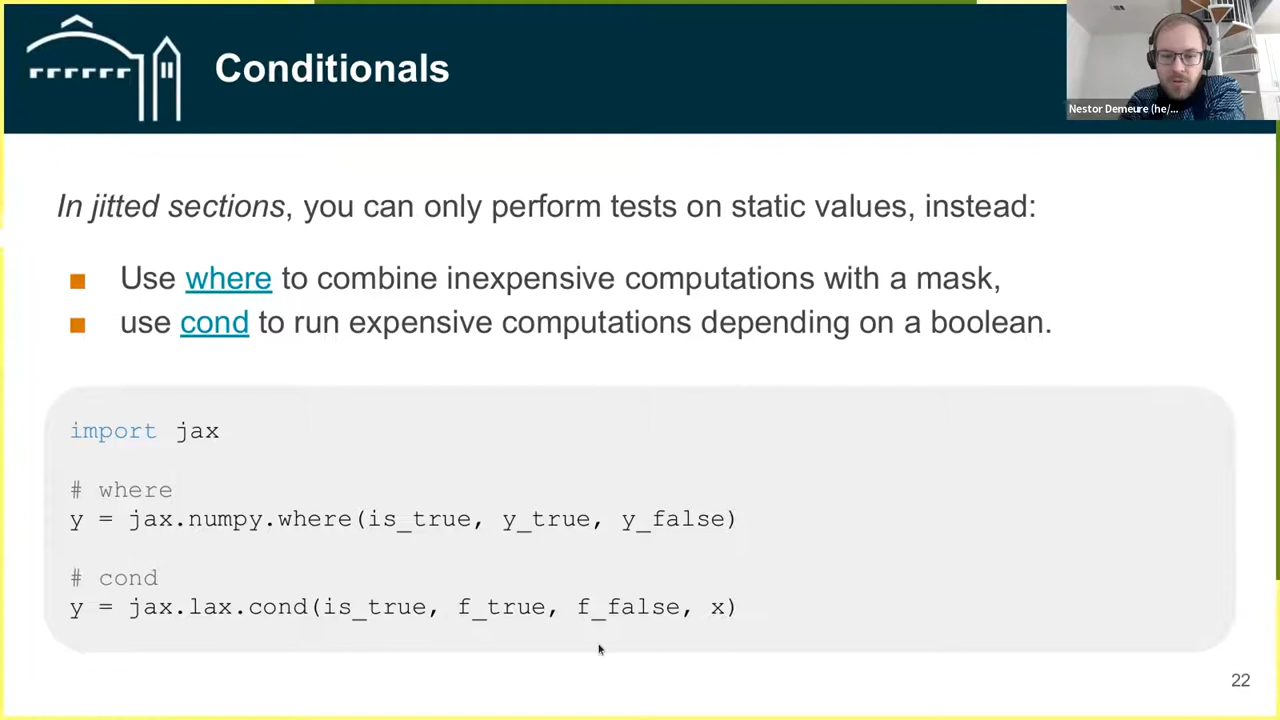 Conditionals
Nestor Demeure (he/...
In jitted sections, you can only perform tests on static values, instead:
■ Use where to combine inexpensive computations with a mask,
■ use cond to run expensive computations depending on a boolean.
import jax
# where
y = jax.numpy.where(is_true, y_true, y_false)
# cond
y = jax.lax.cond(is_true, f_true, f_false, x)
22